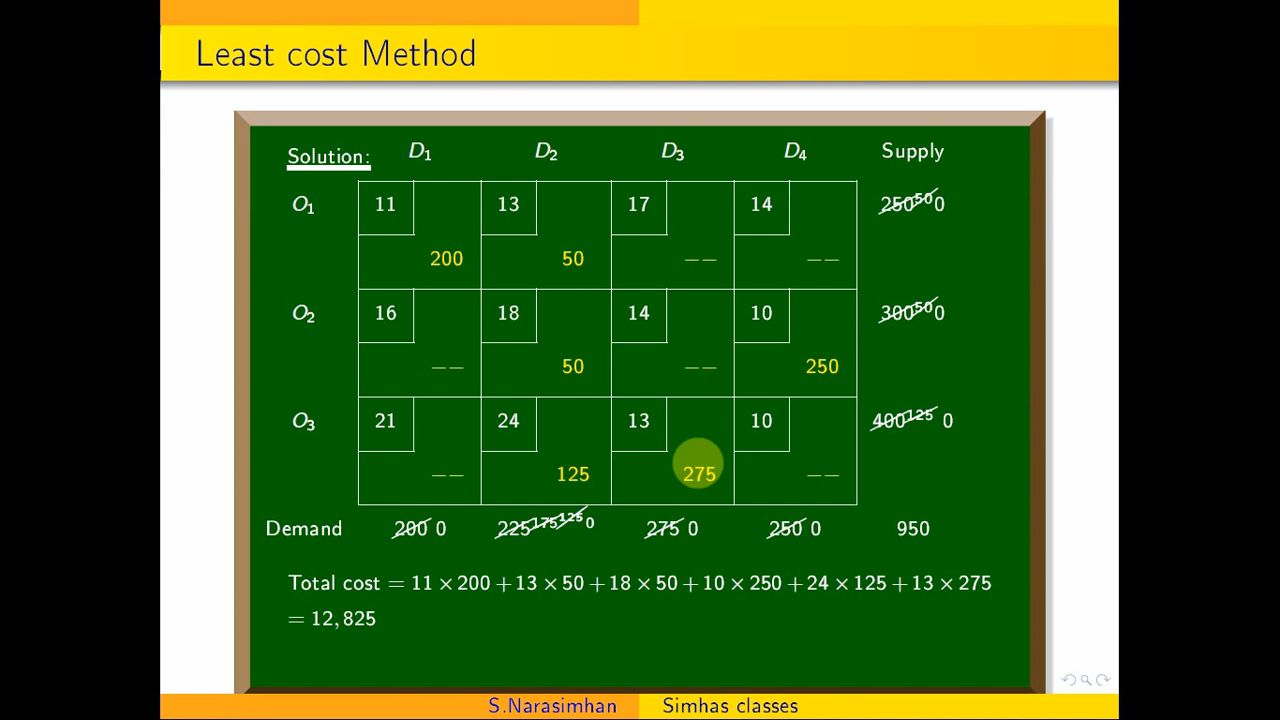 Least cost Method
Solution: D1 D2 D3 D4 Supply
O1 11 13 17 14 250 50 0
200 50 —— ——
O2 16 18 14 10 300 50 0
—— 50 —— 250
O3 21 24 13 10 400 125 0
—— 125 275 ——
Demand 200 0 225 175 125 0 275 0 250 0 950
Total cost = 11 × 200 + 13 × 50 + 18 × 50 + 10 × 250 + 24 × 125 + 13 × 275
= 12, 825
S.Narasimhan Simhas classes